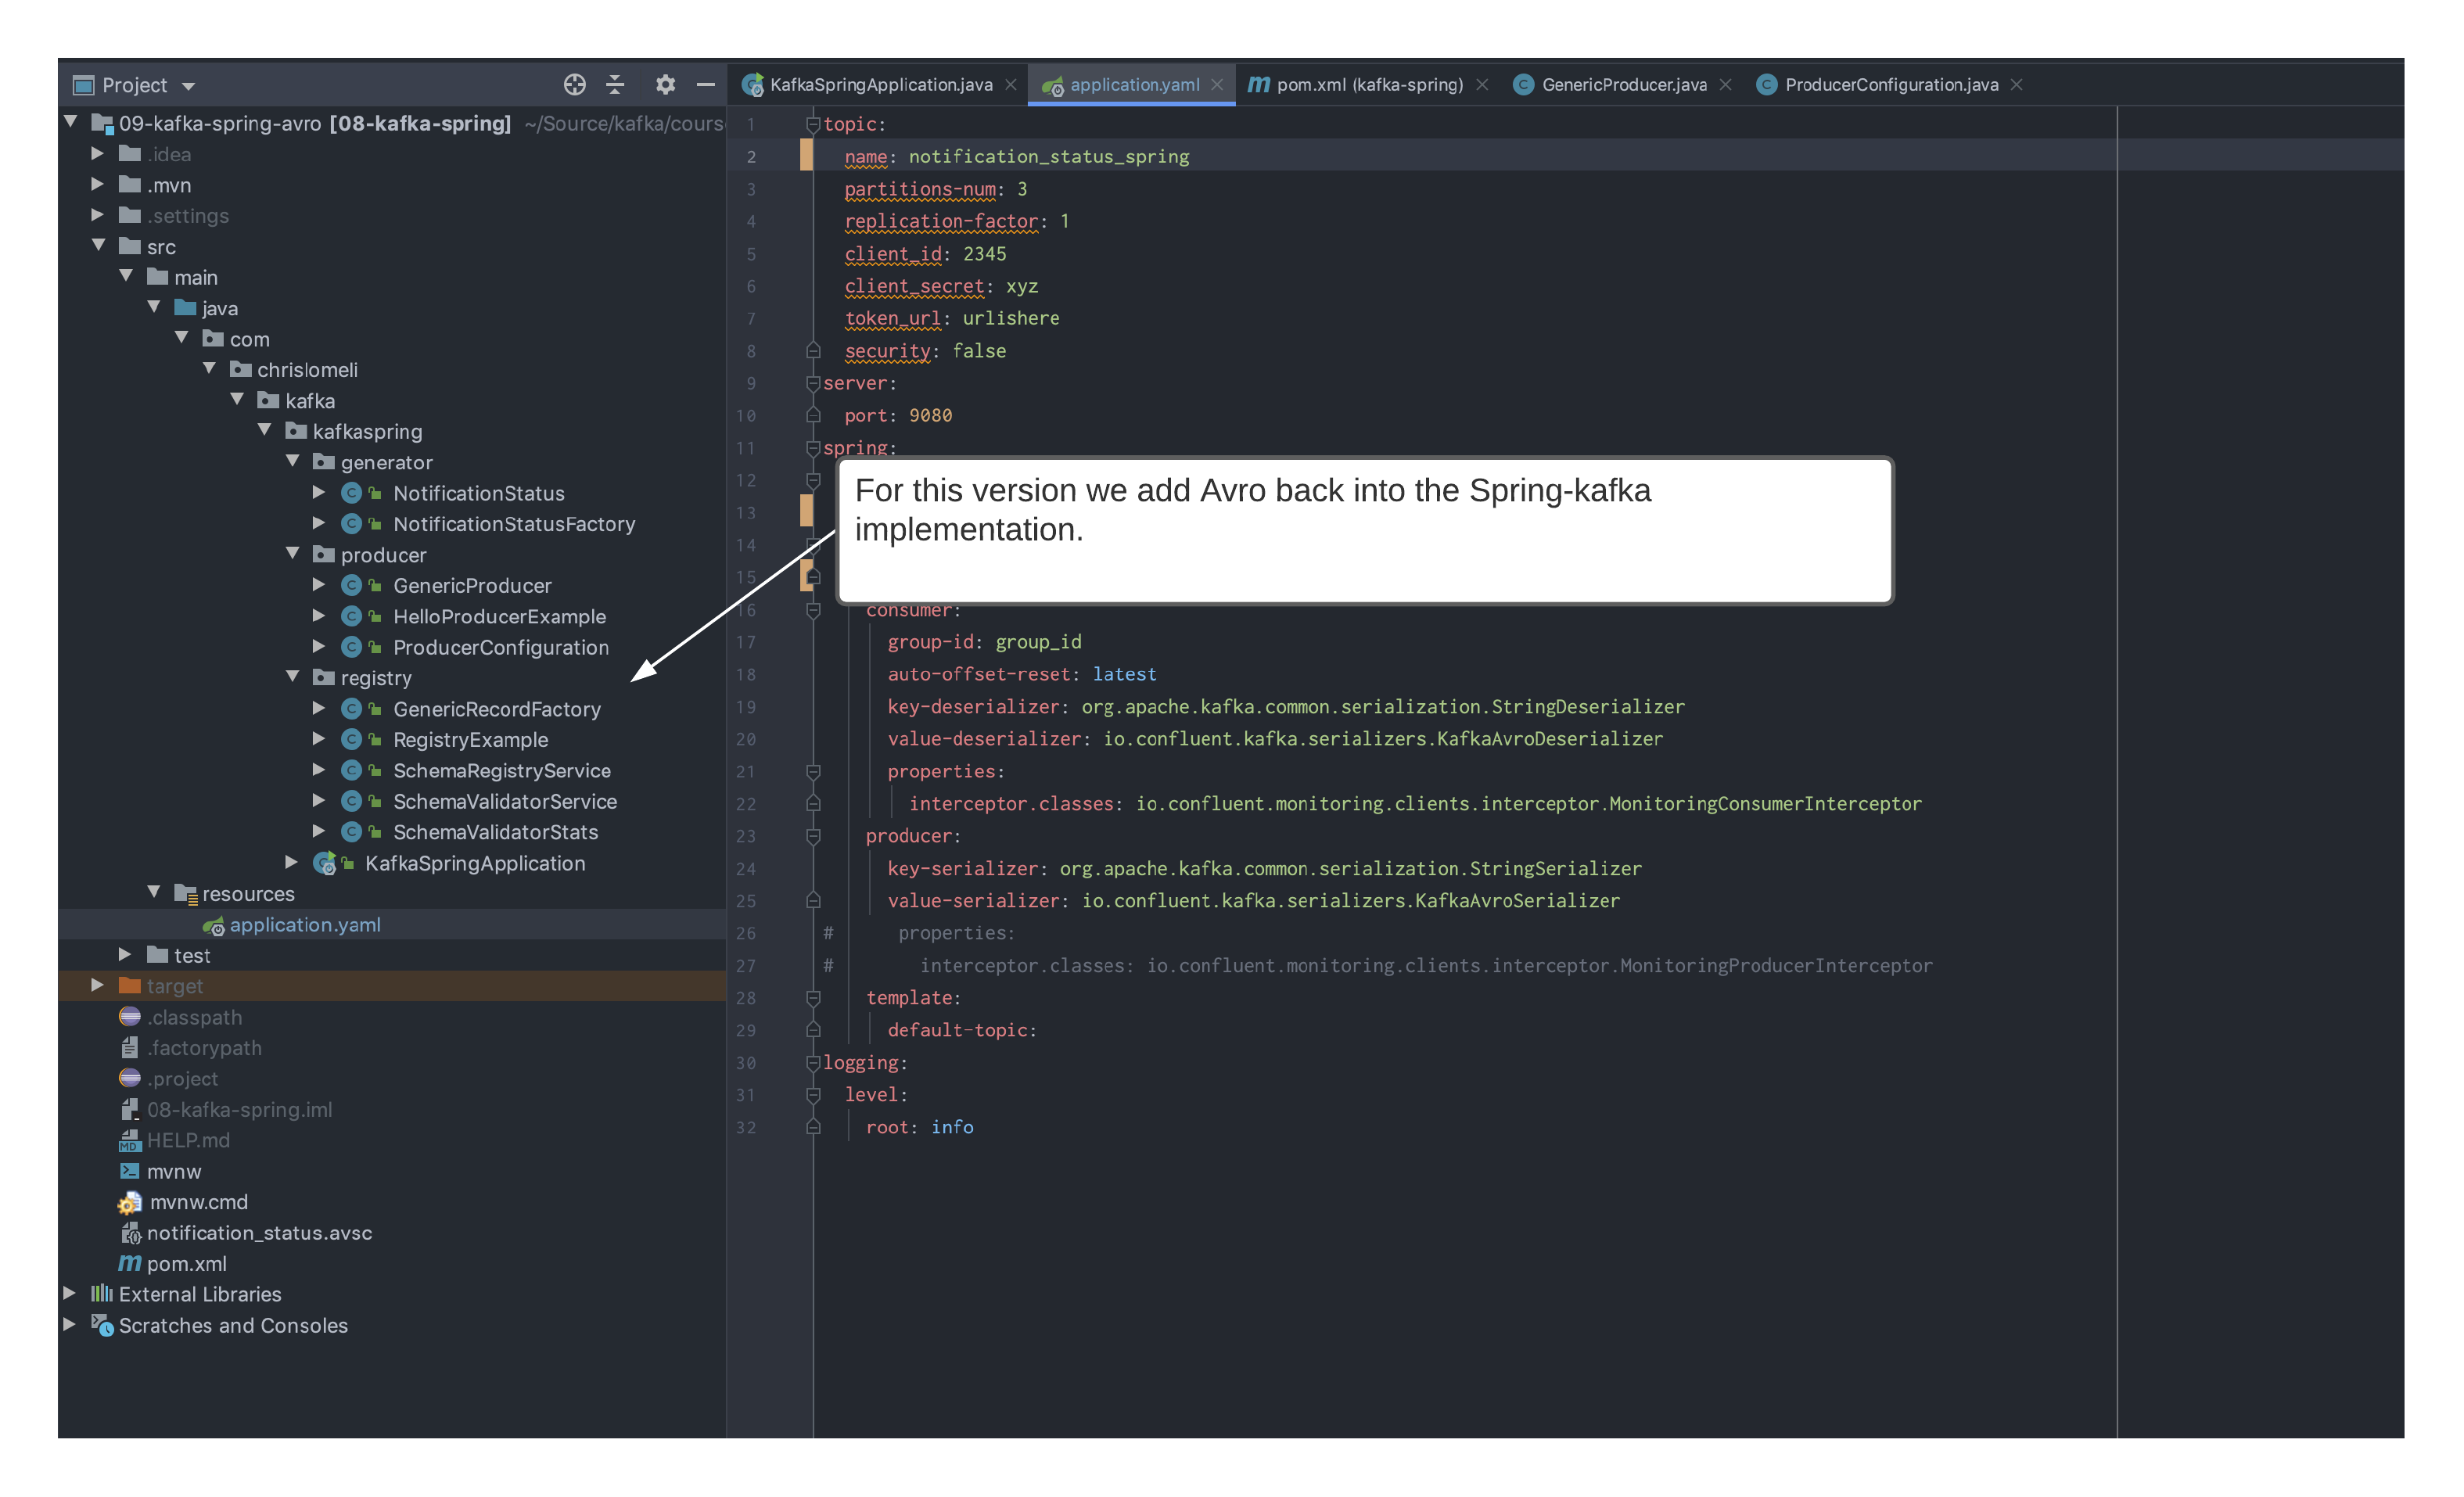 Project
09-kafka-spring-avro [08-kafka-spring] ~/Source/kafka/cours
.idea
.mvn
.settings
src
main
java
com
chrislomeli
kafka
kafkaspring
generator
NotificationStatus
NotificationStatusFactory
producer
GenericProducer
HelloProducerExample
ProducerConfiguration
registry
GenericRecordFactory
RegistryExample
SchemaRegistryService
SchemaValidatorService
SchemaValidatorStats
KafkaSpringApplication
resources
application.yaml
test
target
.classpath
.factorypath
.project
08-kafka-spring.iml
HELP.md
mvnw
mvnw.cmd
notification_status.avsc
pom.xml
External Libraries
Scratches and Consoles
KafkaSpringApplication.java application.yaml pom.xml (kafka-spring) GenericProducer.java ProducerConfiguration.java
1 topic:
2 name: notification_status_spring
3 partitions-num: 3
4 replication-factor: 1
5 client_id: 2345
6 client_secret: xyz
7 token_url: urlishere
8 security: false
9 server:
10 port: 9080
11 spring:
12
13
14
15
For this version we add Avro back into the Spring-kafka
implementation.
16 consumer:
17 group-id: group_id
18 auto-offset-reset: latest
19 key-deserializer: org.apache.kafka.common.serialization.StringDeserializer
20 value-deserializer: io.confluent.kafka.serializers.KafkaAvroDeserializer
21 properties:
22 interceptor.classes: io.confluent.monitoring.clients.interceptor.MonitoringConsumerInterceptor
23 producer:
24 key-serializer: org.apache.kafka.common.serialization.StringSerializer
25 value-serializer: io.confluent.kafka.serializers.KafkaAvroSerializer
26 # properties:
27 # interceptor.classes: io.confluent.monitoring.clients.interceptor.MonitoringProducerInterceptor
28 template:
29 default-topic:
30 logging:
31 level:
32 root: info